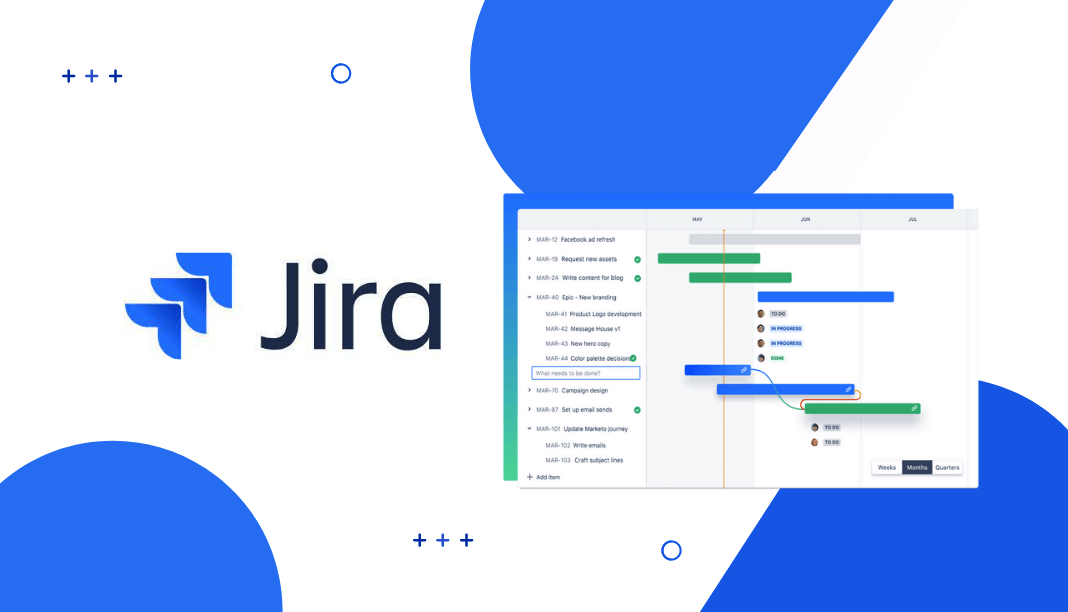 Jira
MAY JUN JUL
MAR-12 Facebook ad refresh
MAR-19 Request new assets
MAR-24 Write content for blog
MAR-40 Epic - New branding
MAR-41 Product Logo development TO DO
MAR-42 Message House v1 IN PROGRESS
MAR-43 New hero copy IN PROGRESS
MAR-44 Color palette decisions DONE
What needs to be done?
MAR-70 Campaign design
MAR-87 Set up email sends
MAR-101 Update Marketo journey TO DO
MAR-102 Write emails TO DO
MAR-103 Craft subject lines
Weeks Months Quarters
+ Add item